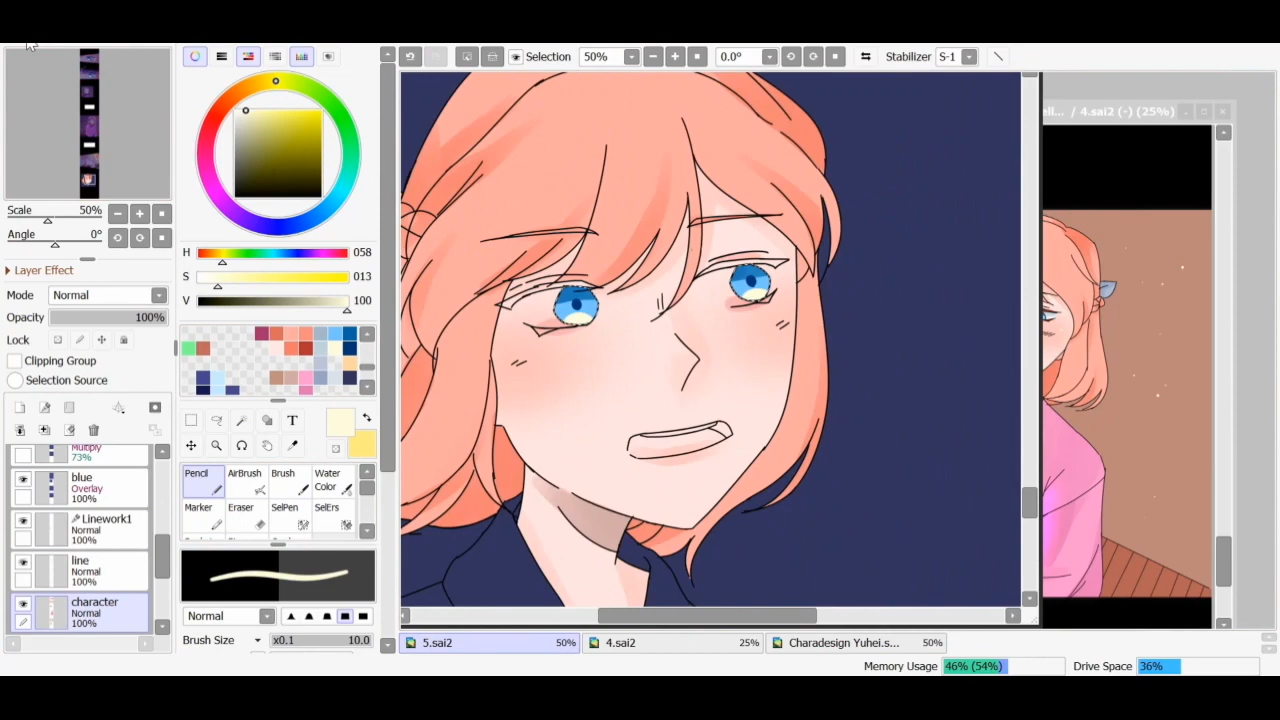 Selection 50% 0.0° Stabilizer S-1
/ 4.sai2 (-) (25%)
Scale 50%
Angle 0°
Layer Effect
Mode Normal
Opacity 100%
Lock
Clipping Group
Selection Source
Multiply
73%
blue
Overlay
100%
Linework1
Normal
100%
line
Normal
100%
character
Normal
100%
H 058
S 013
V 100
T
Pencil AirBrush Brush Water Color
Marker Eraser SelPen SelErs
Normal
Brush Size x0.1 10.0
5.sai2 50% 4.sai2 25% Charadesign Yuhei.s... 50%
Memory Usage 46% (54%) Drive Space 36%